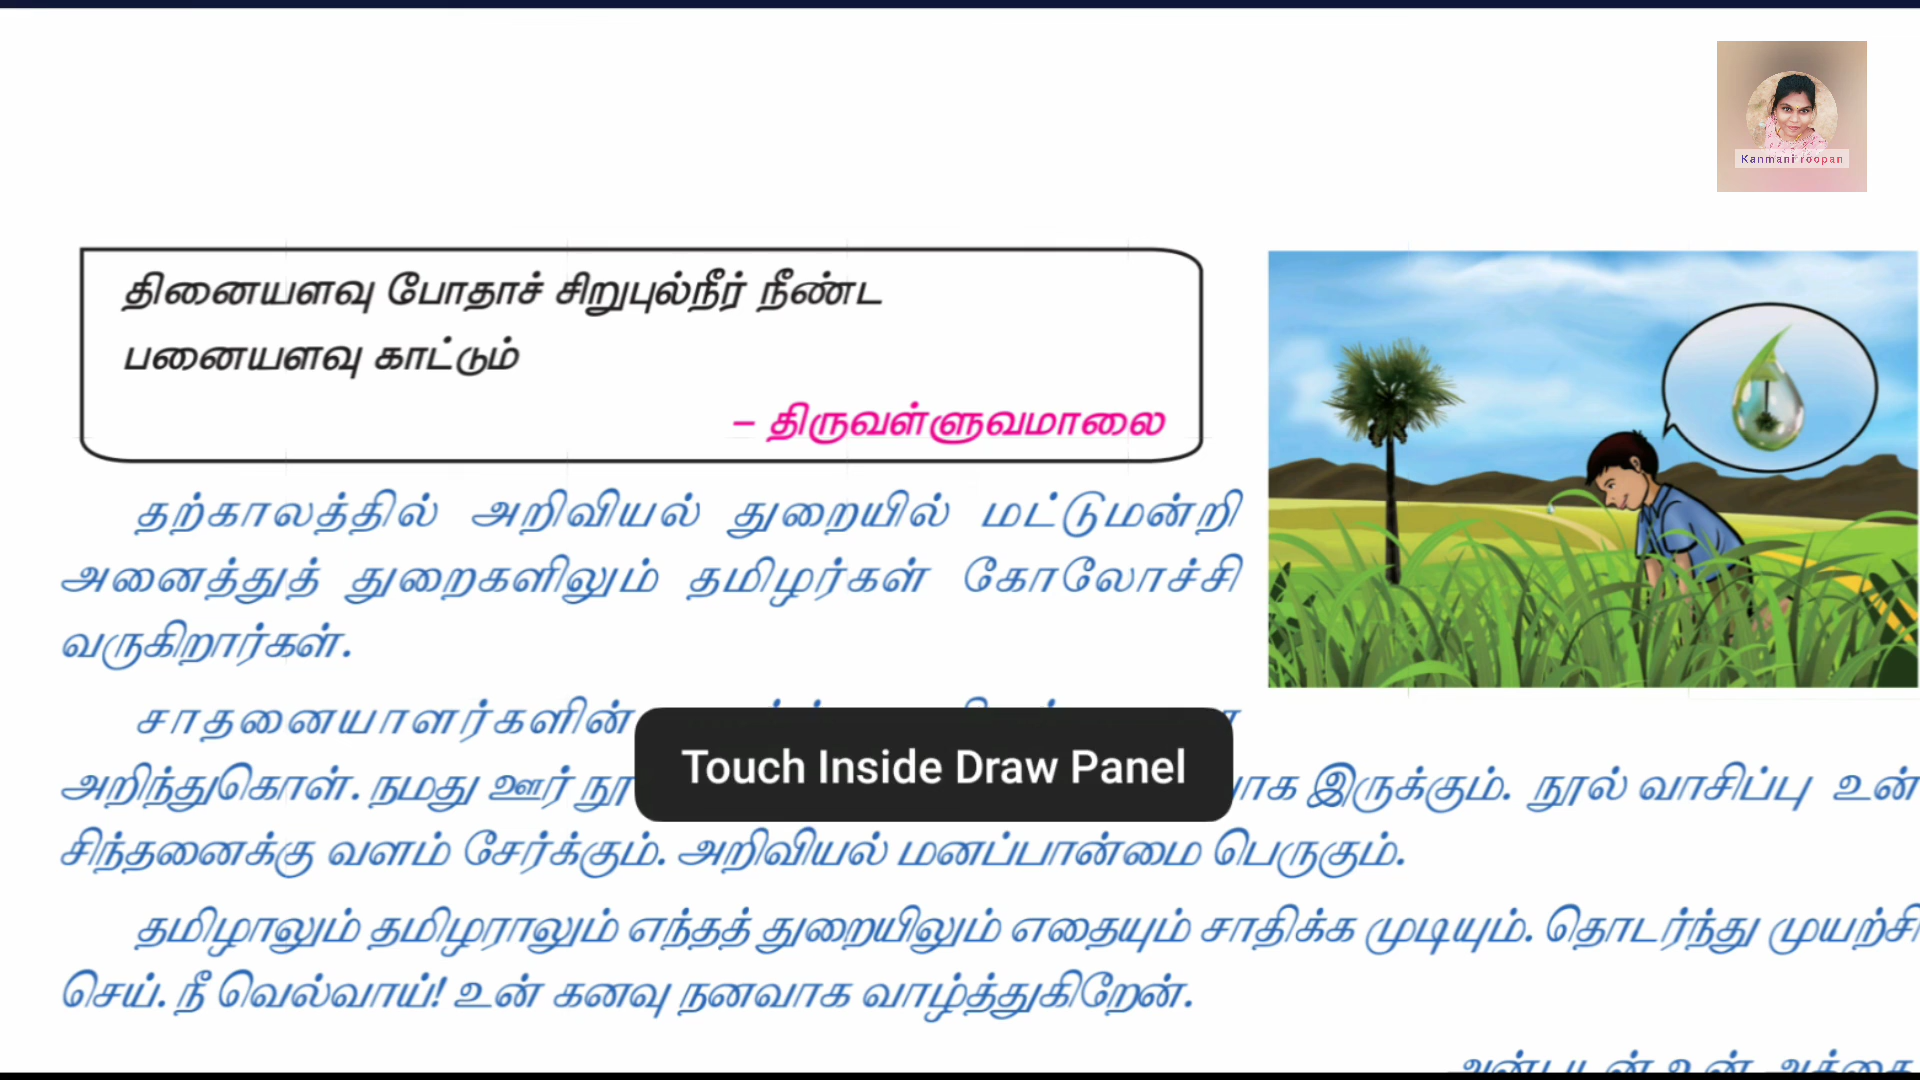 Kanmani roopan
தினையளவு போதாச் சிறுபுல்நீர் நீண்ட
பனையளவு காட்டும்
– திருவள்ளுவமாலை
தற்காலத்தில் அறிவியல் துறையில் மட்டுமன்றி
அனைத்துத் துறைகளிலும் தமிழர்கள் கோலோச்சி
வருகிறார்கள்.
சாதனையாளர்களின்
Touch Inside Draw Panel
அறிந்துகொள். நமது ஊர் இருக்கும். நூல் வாசிப்பு உன்
சிந்தனைக்கு வளம் சேர்க்கும். அறிவியல் மனப்பான்மை பெருகும்.
தமிழாலும் தமிழராலும் எந்தத் துறையிலும் எதையும் சாதிக்க முடியும். தொடர்ந்து முயற்சி
செய். நீ வெல்வாய்! உன் கனவு நனவாக வாழ்த்துகிறேன்.